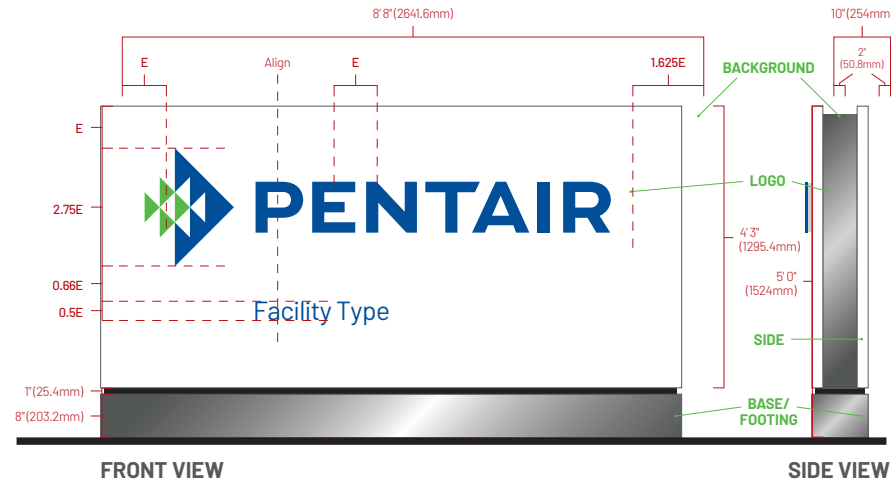 8' 8" (2641.6mm)
10" (254mm
E
Align
E
1.625E
2"
(50.8mm)
BACKGROUND
E
LOGO
PENTAIR
2.75E
4' 3"
(1295.4mm)
5' 0"
(1524mm)
0.66E
0.5E
Facility Type
SIDE
1" (25.4mm)
8" (203.2mm)
BASE/
FOOTING
FRONT VIEW
SIDE VIEW